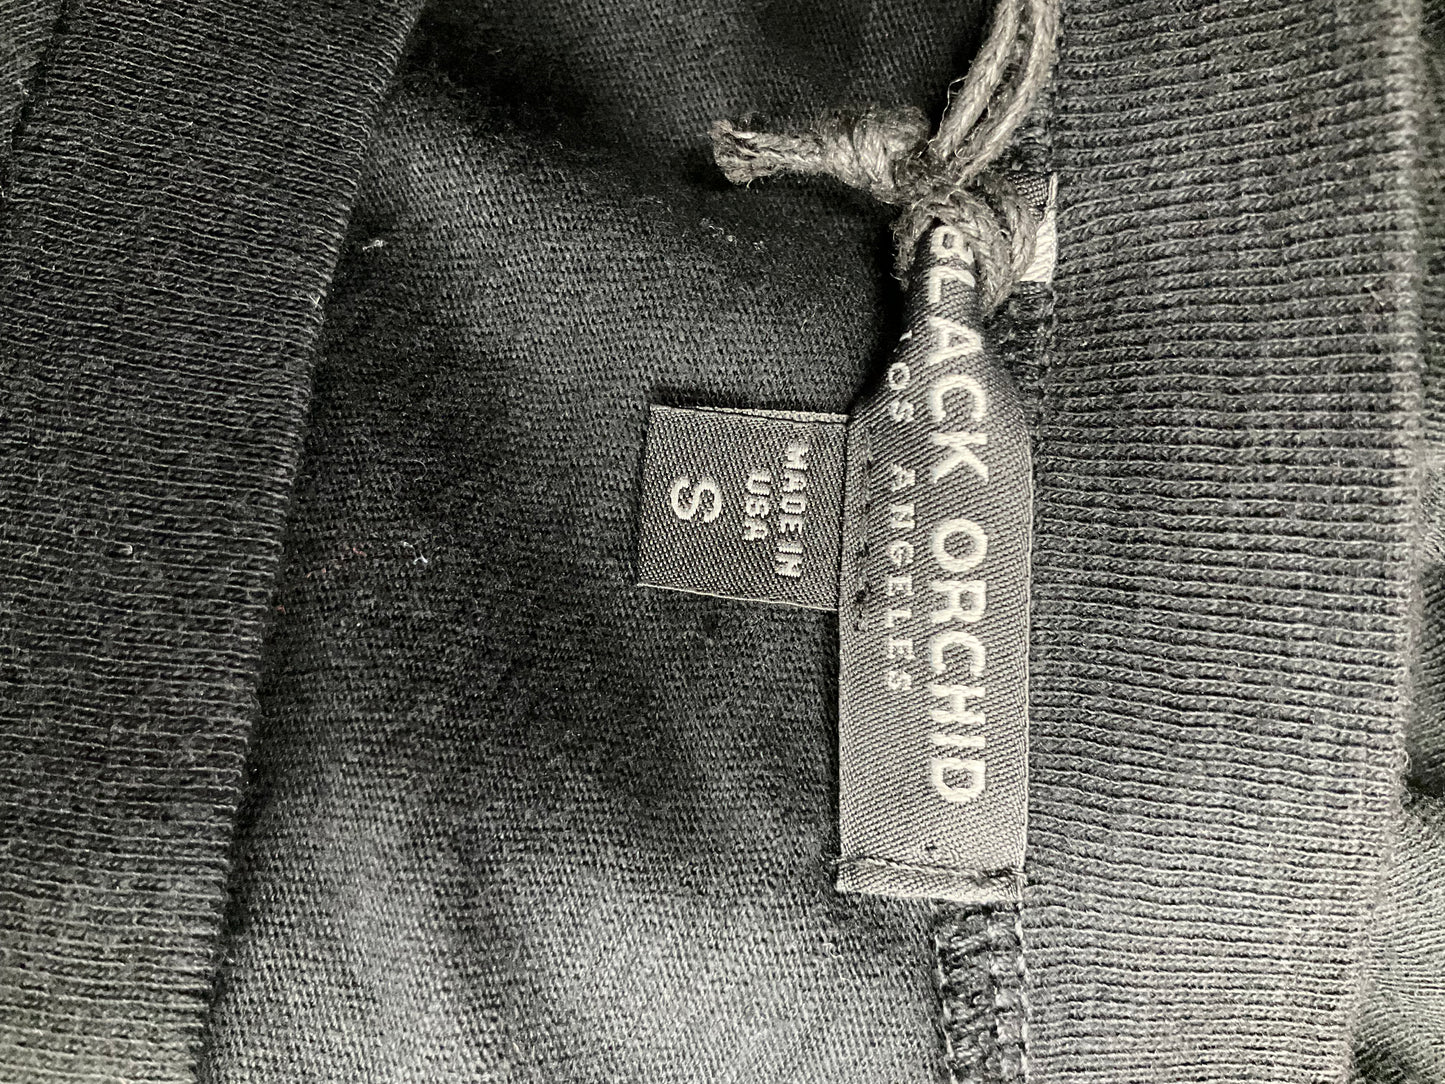 BLACK ORCHID
LOS ANGELES
MADE IN
USA
S